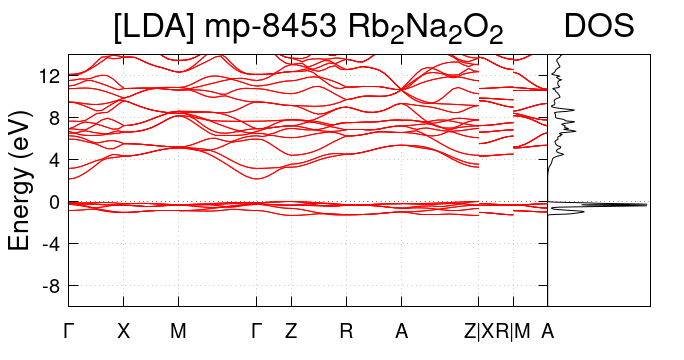 [LDA] mp-8453 Rb₂Na₂O₂ DOS
Energy (eV)
12
8
4
0
-4
-8
Γ X M Γ Z R A Z|XR|M A